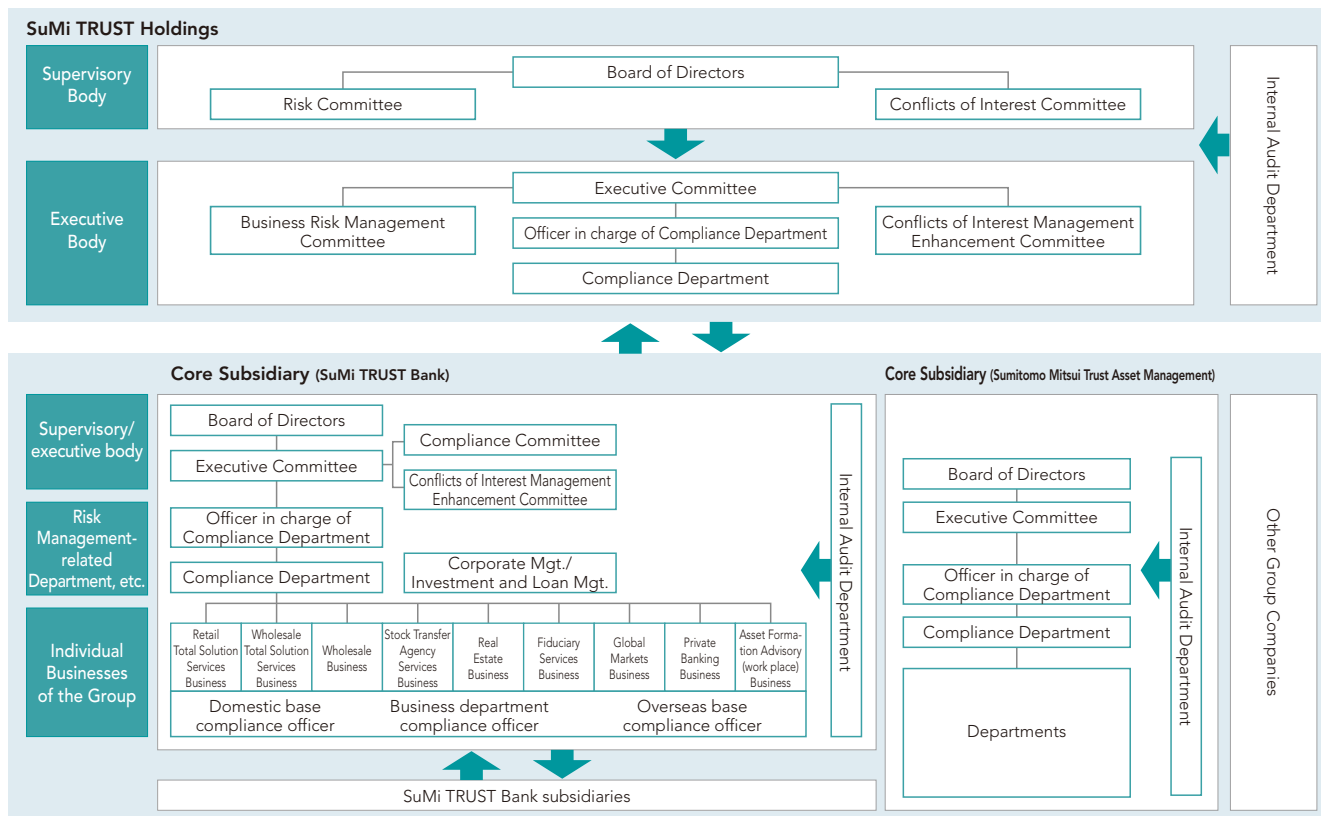 SuMi TRUST Holdings
Supervisory
Body
Board of Directors
Risk Committee
Conflicts of Interest Committee
Internal Audit Department
Executive
Body
Executive Committee
Business Risk Management
Committee
Officer in charge of Compliance Department
Conflicts of Interest Management
Enhancement Committee
Compliance Department
Core Subsidiary (SuMi TRUST Bank)
Core Subsidiary (Sumitomo Mitsui Trust Asset Management)
Supervisory/
executive body
Board of Directors
Executive Committee
Compliance Committee
Conflicts of Interest Management
Enhancement Committee
Risk
Management-
related
Department, etc.
Officer in charge of
Compliance Department
Compliance Department
Corporate Mgt./
Investment and Loan Mgt.
Individual
Businesses
of the Group
Retail
Total Solution
Services
Business
Wholesale
Total Solution
Services
Business
Wholesale
Business
Stock Transfer
Agency
Services
Business
Real
Estate
Business
Fiduciary
Services
Business
Global
Markets
Business
Private
Banking
Business
Asset Forma-
tion Advisory
(work place)
Business
Domestic base
compliance officer
Business department
compliance officer
Overseas base
compliance officer
Internal Audit Department
SuMi TRUST Bank subsidiaries
Board of Directors
Executive Committee
Officer in charge of
Compliance Department
Compliance Department
Departments
Internal Audit Department
Other Group Companies